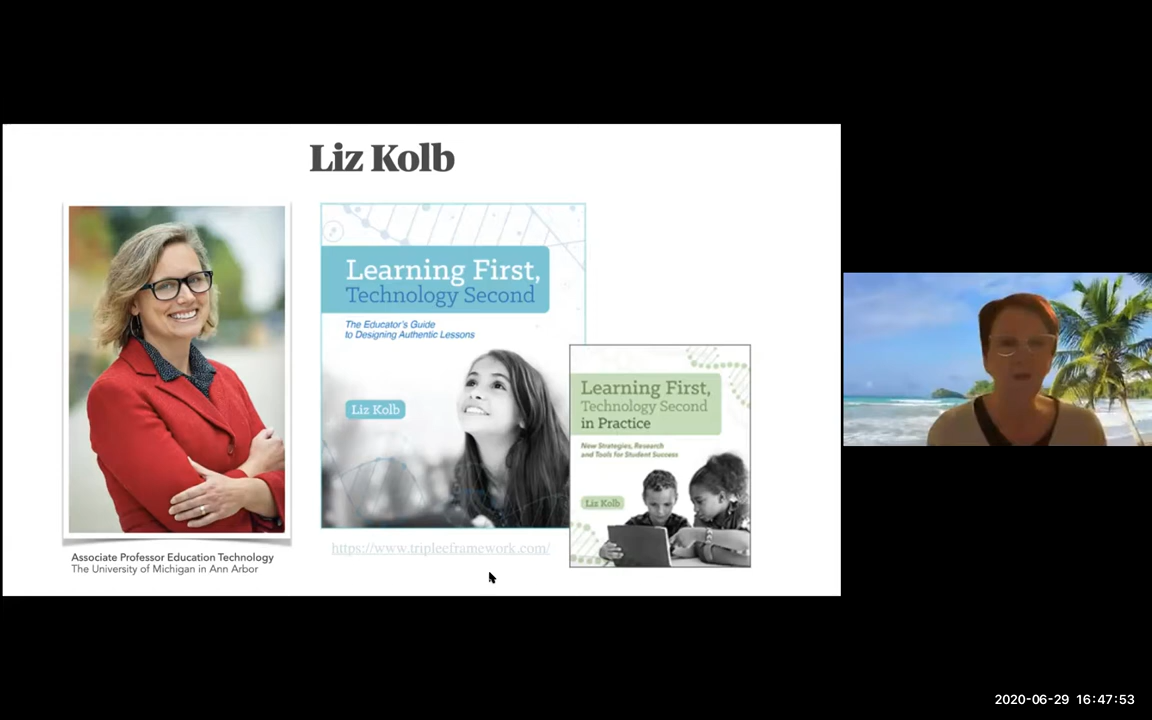 Liz Kolb
Learning First,
Technology Second
The Educator's Guide
to Designing Authentic Lessons
Liz Kolb
Learning First,
Technology Second
in Practice
New Strategies, Research
and Tools for Student Success
Liz Kolb
https://www.tripleeframework.com/
Associate Professor Education Technology
The University of Michigan in Ann Arbor
2020-06-29 16:47:53